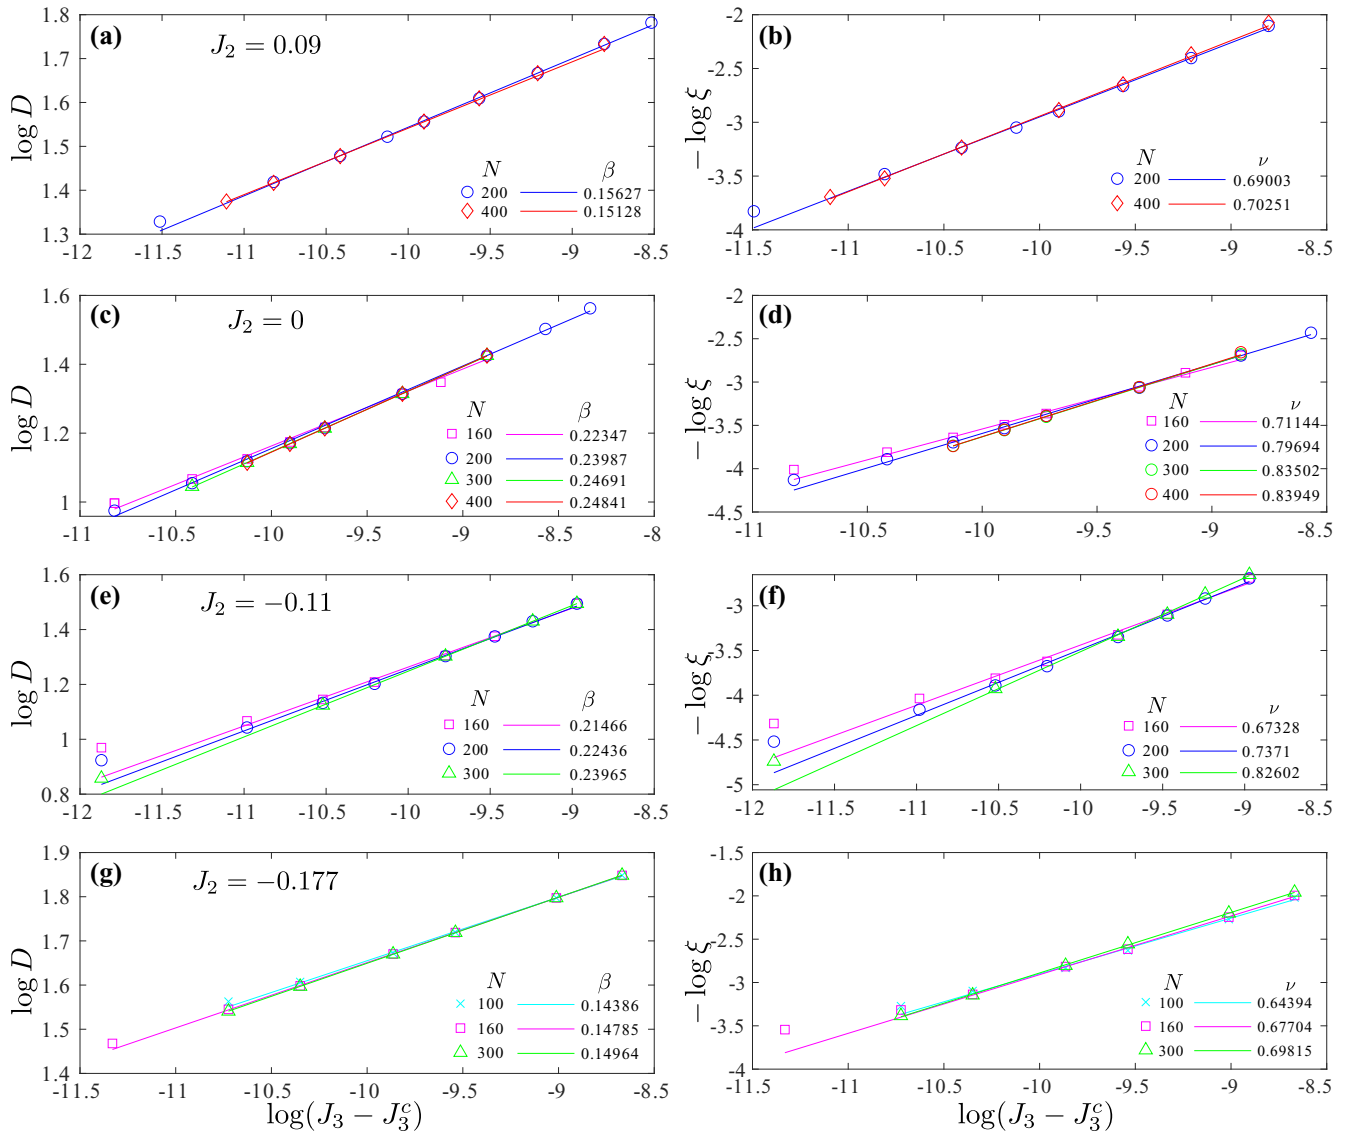 (a) J₂ = 0.09
log D
1.8
1.7
1.6
1.5
1.4
1.3
N β
200 0.15627
400 0.15128
-12 -11.5 -11 -10.5 -10 -9.5 -9 -8.5
(b)
− log ξ
-2
-2.5
-3
-3.5
-4
N ν
200 0.69003
400 0.70251
-11.5 -11 -10.5 -10 -9.5 -9 -8.5
(c) J₂ = 0
log D
1.6
1.4
1.2
1
N β
160 0.22347
200 0.23987
300 0.24691
400 0.24841
-11 -10.5 -10 -9.5 -9 -8.5 -8
(d)
− log ξ
-2
-2.5
-3
-3.5
-4
-4.5
N ν
160 0.71144
200 0.79694
300 0.83502
400 0.83949
-11 -10.5 -10 -9.5 -9 -8.5
(e) J₂ = −0.11
log D
1.6
1.4
1.2
1
0.8
N β
160 0.21466
200 0.22436
300 0.23965
-12 -11.5 -11 -10.5 -10 -9.5 -9 -8.5
(f)
− log ξ
-3
-3.5
-4
-4.5
-5
N ν
160 0.67328
200 0.7371
300 0.82602
-12 -11.5 -11 -10.5 -10 -9.5 -9 -8.5
(g) J₂ = −0.177
log D
1.9
1.8
1.7
1.6
1.5
1.4
N β
100 0.14386
160 0.14785
300 0.14964
-11.5 -11 -10.5 -10 -9.5 -9 -8.5
log(J₃ − J₃ᶜ)
(h)
− log ξ
-1.5
-2
-2.5
-3
-3.5
-4
N ν
100 0.64394
160 0.67704
300 0.69815
-11.5 -11 -10.5 -10 -9.5 -9 -8.5
log(J₃ − J₃ᶜ)